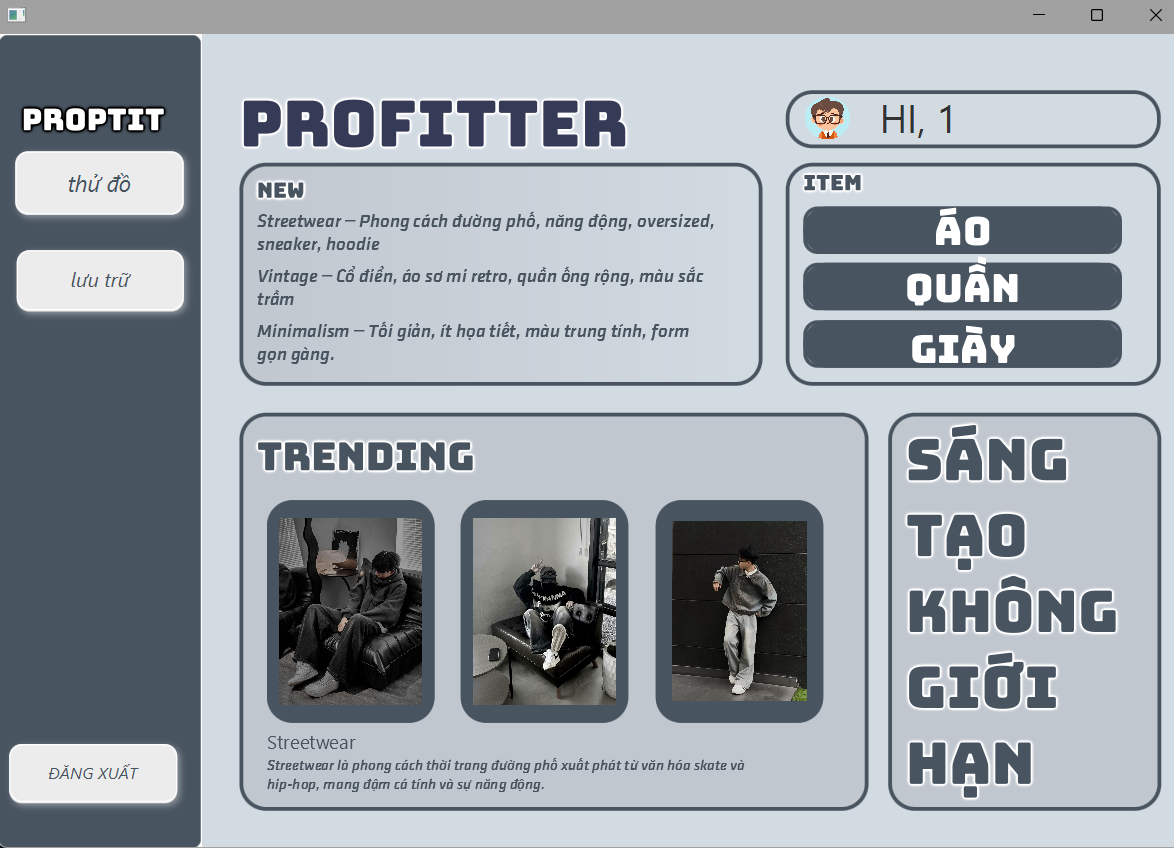 PROPTIT
thử đồ
lưu trữ
ĐĂNG XUẤT
PROFITTER
HI, 1
NEW
Streetwear – Phong cách đường phố, năng động, oversized,
sneaker, hoodie
Vintage – Cổ điển, áo sơ mi retro, quần ống rộng, màu sắc
trầm
Minimalism – Tối giản, ít họa tiết, màu trung tính, form
gọn gàng.
ITEM
ÁO
QUẦN
GIÀY
TRENDING
Streetwear
Streetwear là phong cách thời trang đường phố xuất phát từ văn hóa skate và
hip-hop, mang đậm cá tính và sự năng động.
SÁNG
TẠO
KHÔNG
GIỚI
HẠN